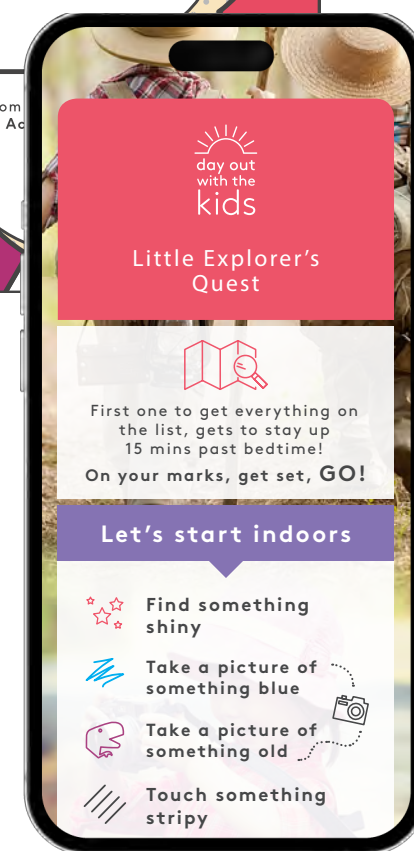 om
Ac
day out
with the
kids
Little Explorer's
Quest
First one to get everything on
the list, gets to stay up
15 mins past bedtime!
On your marks, get set, GO!
Let's start indoors
Find something
shiny
Take a picture of
something blue
Take a picture of
something old
Touch something
stripy